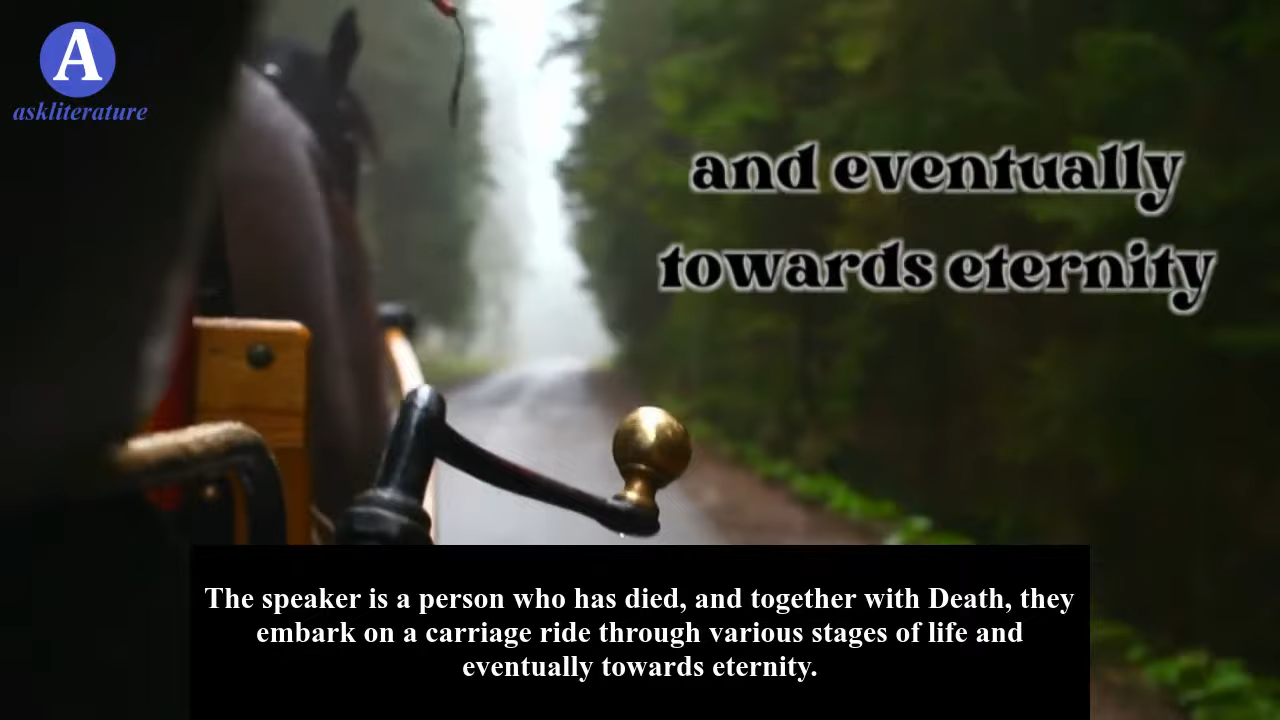 A
askliterature
and eventually
towards eternity
The speaker is a person who has died, and together with Death, they
embark on a carriage ride through various stages of life and
eventually towards eternity.